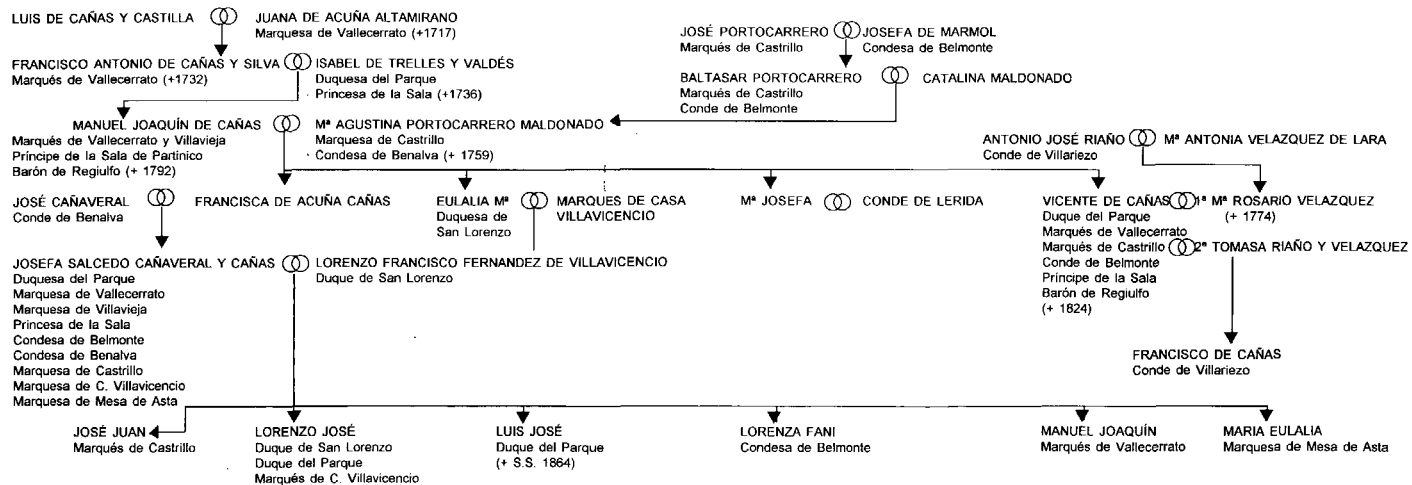 LUIS DE CAÑAS Y CASTILLA
JUANA DE ACUÑA ALTAMIRANO
Marquesa de Vallecerrato (+1717)
JOSÉ PORTOCARRERO
Marqués de Castrillo
JOSEFA DE MARMOL
Condesa de Belmonte
FRANCISCO ANTONIO DE CAÑAS Y SILVA
Marqués de Vallecerrato (+1732)
ISABEL DE TRELLES Y VALDÉS
Duquesa del Parque
Princesa de la Sala (+1736)
BALTASAR PORTOCARRERO
Marqués de Castrillo
Conde de Belmonte
CATALINA MALDONADO
MANUEL JOAQUÍN DE CAÑAS
Marqués de Vallecerrato y Villavieja
Príncipe de la Sala de Partinico
Barón de Regiulfo (+ 1792)
Mª AGUSTINA PORTOCARRERO MALDONADO
Marquesa de Castrillo
Condesa de Benalva (+ 1759)
ANTONIO JOSÉ RIAÑO
Conde de Villariezo
Mª ANTONIA VELAZQUEZ DE LARA
JOSÉ CAÑAVERAL
Conde de Benalva
FRANCISCA DE ACUÑA CAÑAS
EULALIA Mª
Duquesa de
San Lorenzo
MARQUES DE CASA
VILLAVICENCIO
Mª JOSEFA
CONDE DE LERIDA
VICENTE DE CAÑAS
Duque del Parque
Marqués de Vallecerrato
Marqués de Castrillo
Conde de Belmonte
Príncipe de la Sala
Barón de Regiulfo
(+ 1824)
1ª Mª ROSARIO VELAZQUEZ
(+ 1774)
2ª TOMASA RIAÑO Y VELAZQUEZ
JOSEFA SALCEDO CAÑAVERAL Y CAÑAS
Duquesa del Parque
Marquesa de Vallecerrato
Marquesa de Villavieja
Princesa de la Sala
Condesa de Belmonte
Condesa de Benalva
Marquesa de Castrillo
Marquesa de C. Villavicencio
Marquesa de Mesa de Asta
LORENZO FRANCISCO FERNANDEZ DE VILLAVICENCIO
Duque de San Lorenzo
FRANCISCO DE CAÑAS
Conde de Villariezo
JOSÉ JUAN
Marqués de Castrillo
LORENZO JOSÉ
Duque de San Lorenzo
Duque del Parque
Marqués de C. Villavicencio
LUIS JOSÉ
Duque del Parque
(+ S.S. 1864)
LORENZA FANI
Condesa de Belmonte
MANUEL JOAQUÍN
Marqués de Vallecerrato
MARIA EULALIA
Marquesa de Mesa de Asta